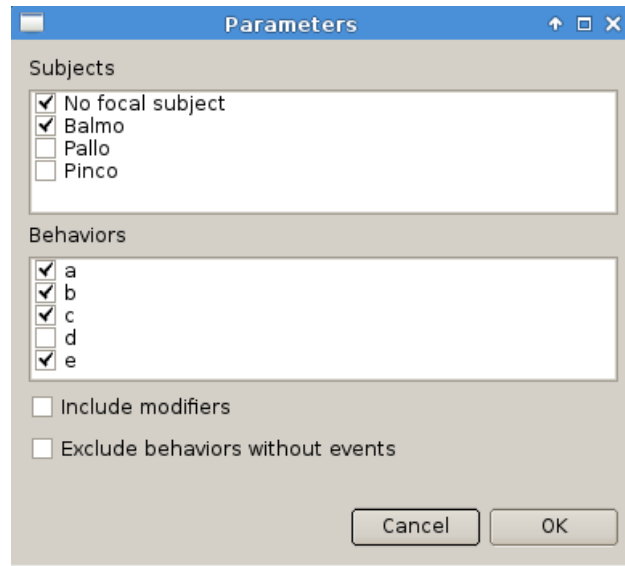 Parameters
Subjects
No focal subject
Balmo
Pallo
Pinco
Behaviors
a
b
c
d
e
Include modifiers
Exclude behaviors without events
Cancel OK